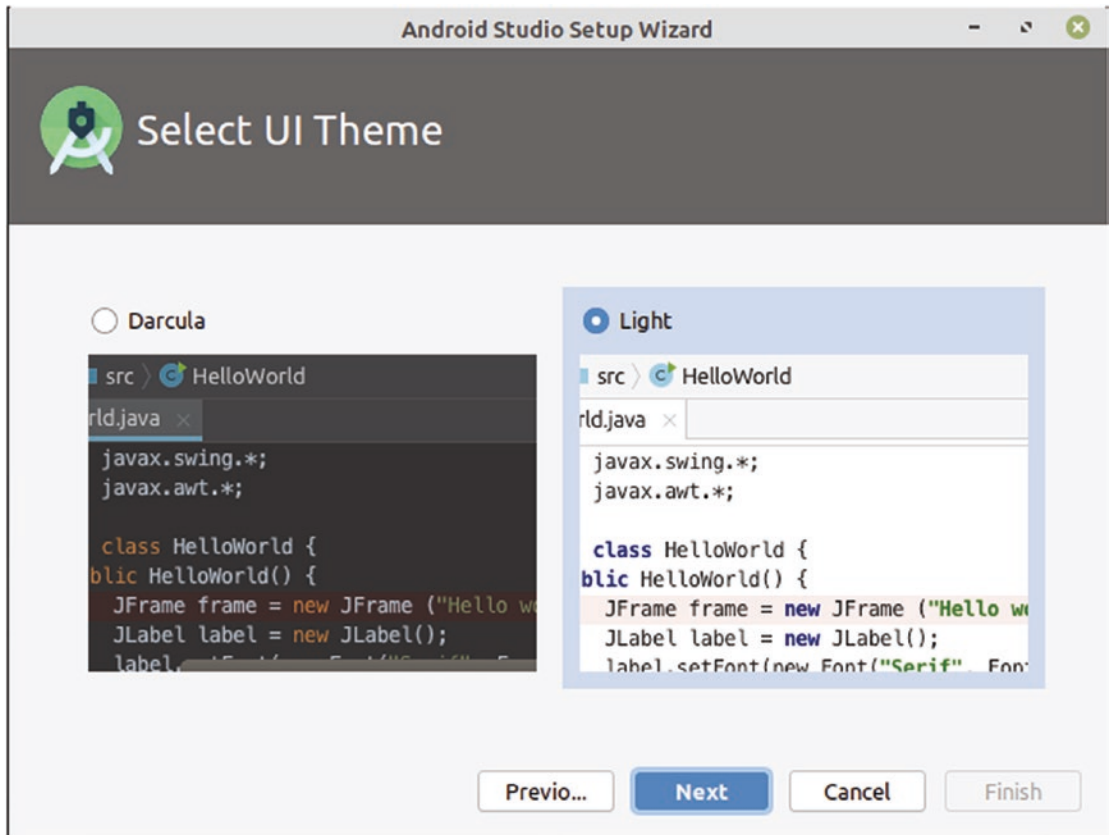 Android Studio Setup Wizard
Select UI Theme
Darcula
src HelloWorld
rld.java
javax.swing.*;
javax.awt.*;
class HelloWorld {
blic HelloWorld() {
JFrame frame = new JFrame ("Hello w
JLabel label = new JLabel();
label.
Light
src HelloWorld
rld.java
javax.swing.*;
javax.awt.*;
class HelloWorld {
blic HelloWorld() {
JFrame frame = new JFrame ("Hello w
JLabel label = new JLabel();
label.setFont(new Font("Serif", Fon
Previo...
Next
Cancel
Finish